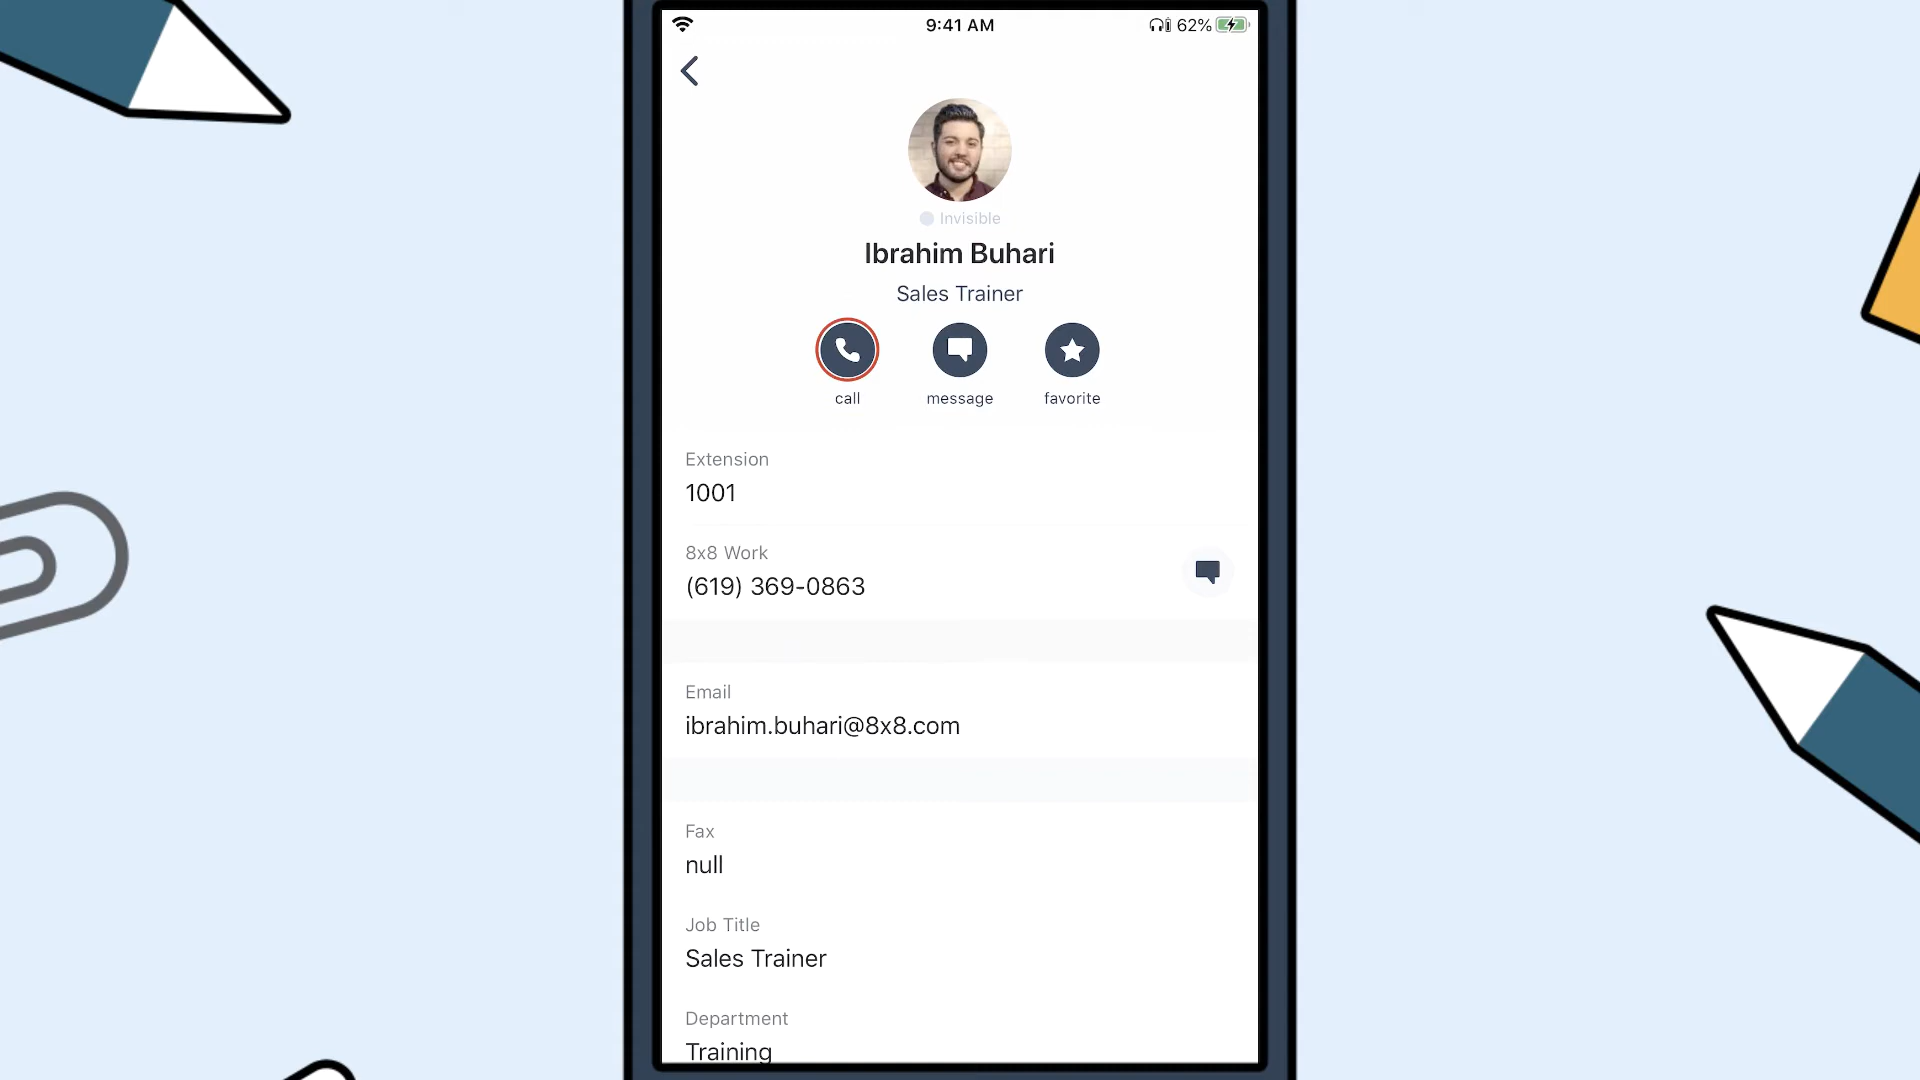 9:41 AM
62%
Invisible
Ibrahim Buhari
Sales Trainer
call
message
favorite
Extension
1001
8x8 Work
(619) 369-0863
Email
ibrahim.buhari@8x8.com
Fax
null
Job Title
Sales Trainer
Department
Training